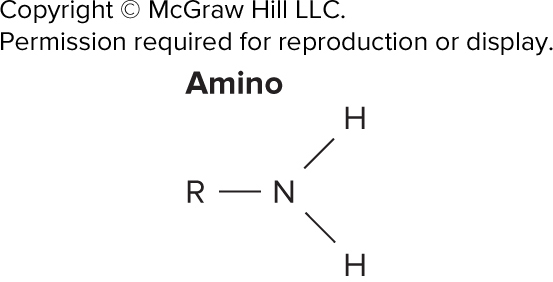 Copyright © McGraw Hill LLC.
Permission required for reproduction or display.
Amino
H
R — N
H